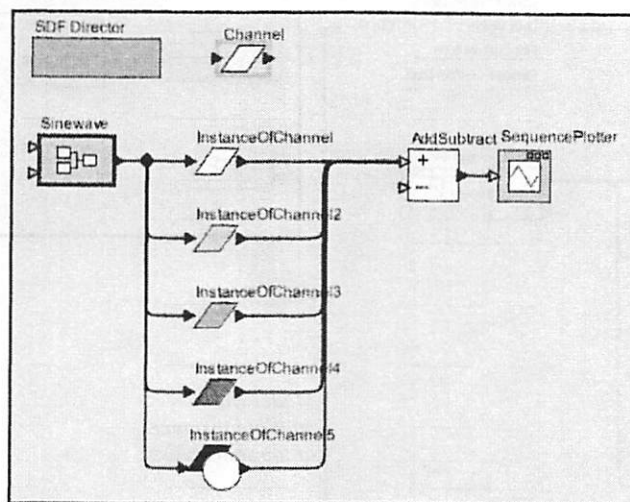 SDF Director
Channel
Sinewave
InstanceOfChannel
AddSubtract
SequencePlotter
InstanceOfChannel2
InstanceOfChannel3
InstanceOfChannel4
InstanceOfChannel5